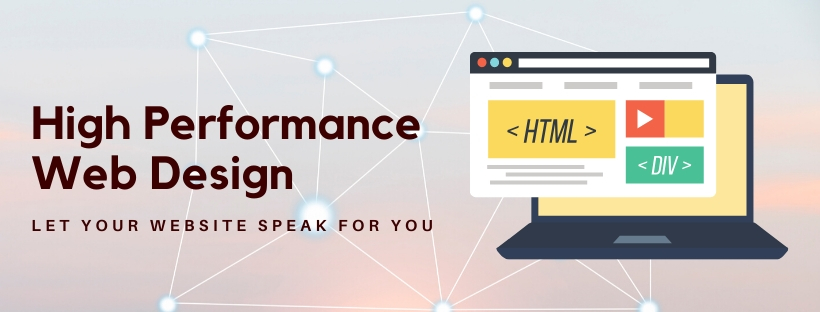 High Performance
Web Design
LET YOUR WEBSITE SPEAK FOR YOU
< HTML >
< DIV >